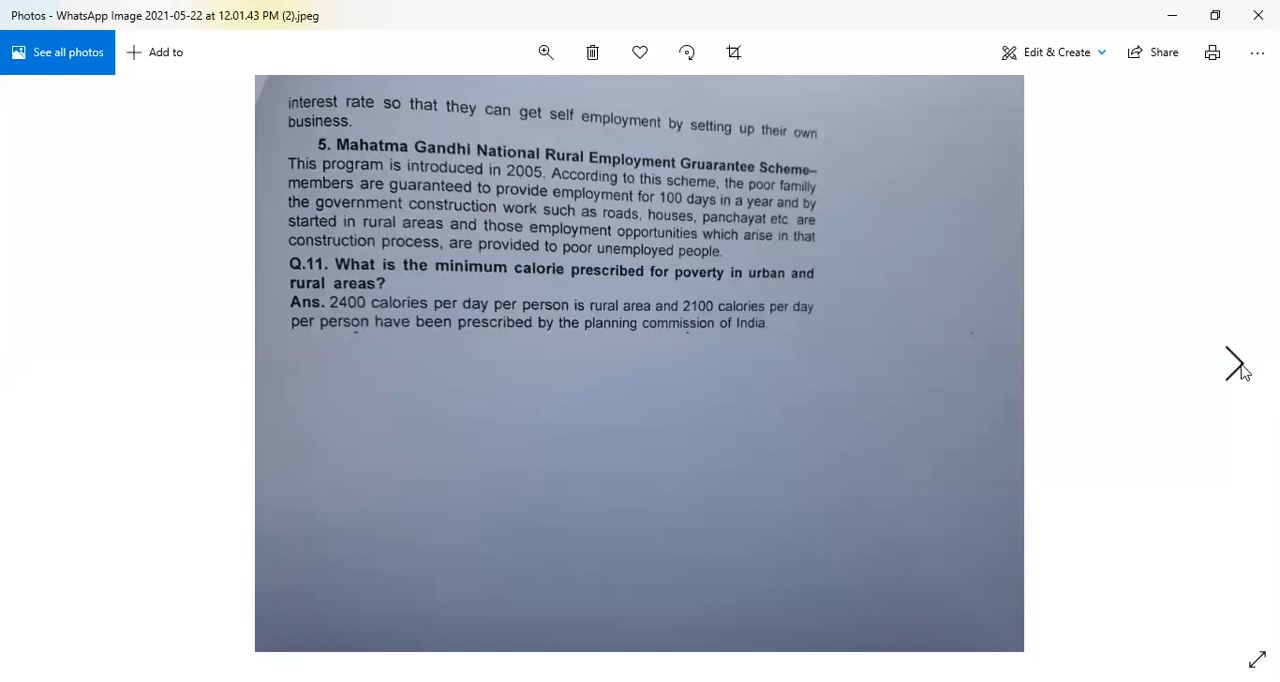 Photos - WhatsApp Image 2021-05-22 at 12.01.43 PM (2).jpeg
See all photos
Add to
Edit & Create
Share
interest rate so that they can get self employment by setting up their own
business.
5. Mahatma Gandhi National Rural Employment Gruarantee Scheme–
This program is introduced in 2005. According to this scheme, the poor familly
members are guaranteed to provide employment for 100 days in a year and by
the government construction work such as roads, houses, panchayat etc. are
started in rural areas and those employment opportunities which arise in that
construction process, are provided to poor unemployed people.
Q.11. What is the minimum calorie prescribed for poverty in urban and
rural areas?
Ans. 2400 calories per day per person is rural area and 2100 calories per day
per person have been prescribed by the planning commission of India.